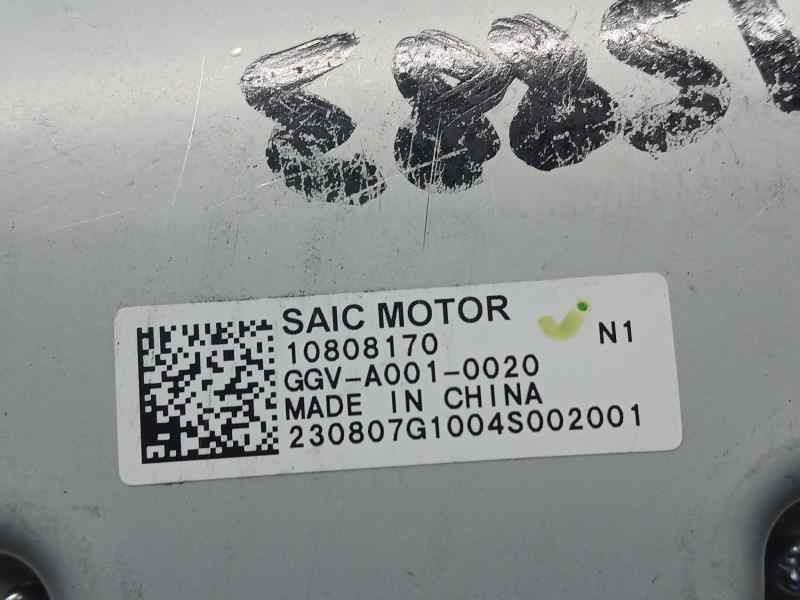 SAIC MOTOR
10808170 N1
GGV-A001-0020
MADE IN CHINA
230807G1004S002001